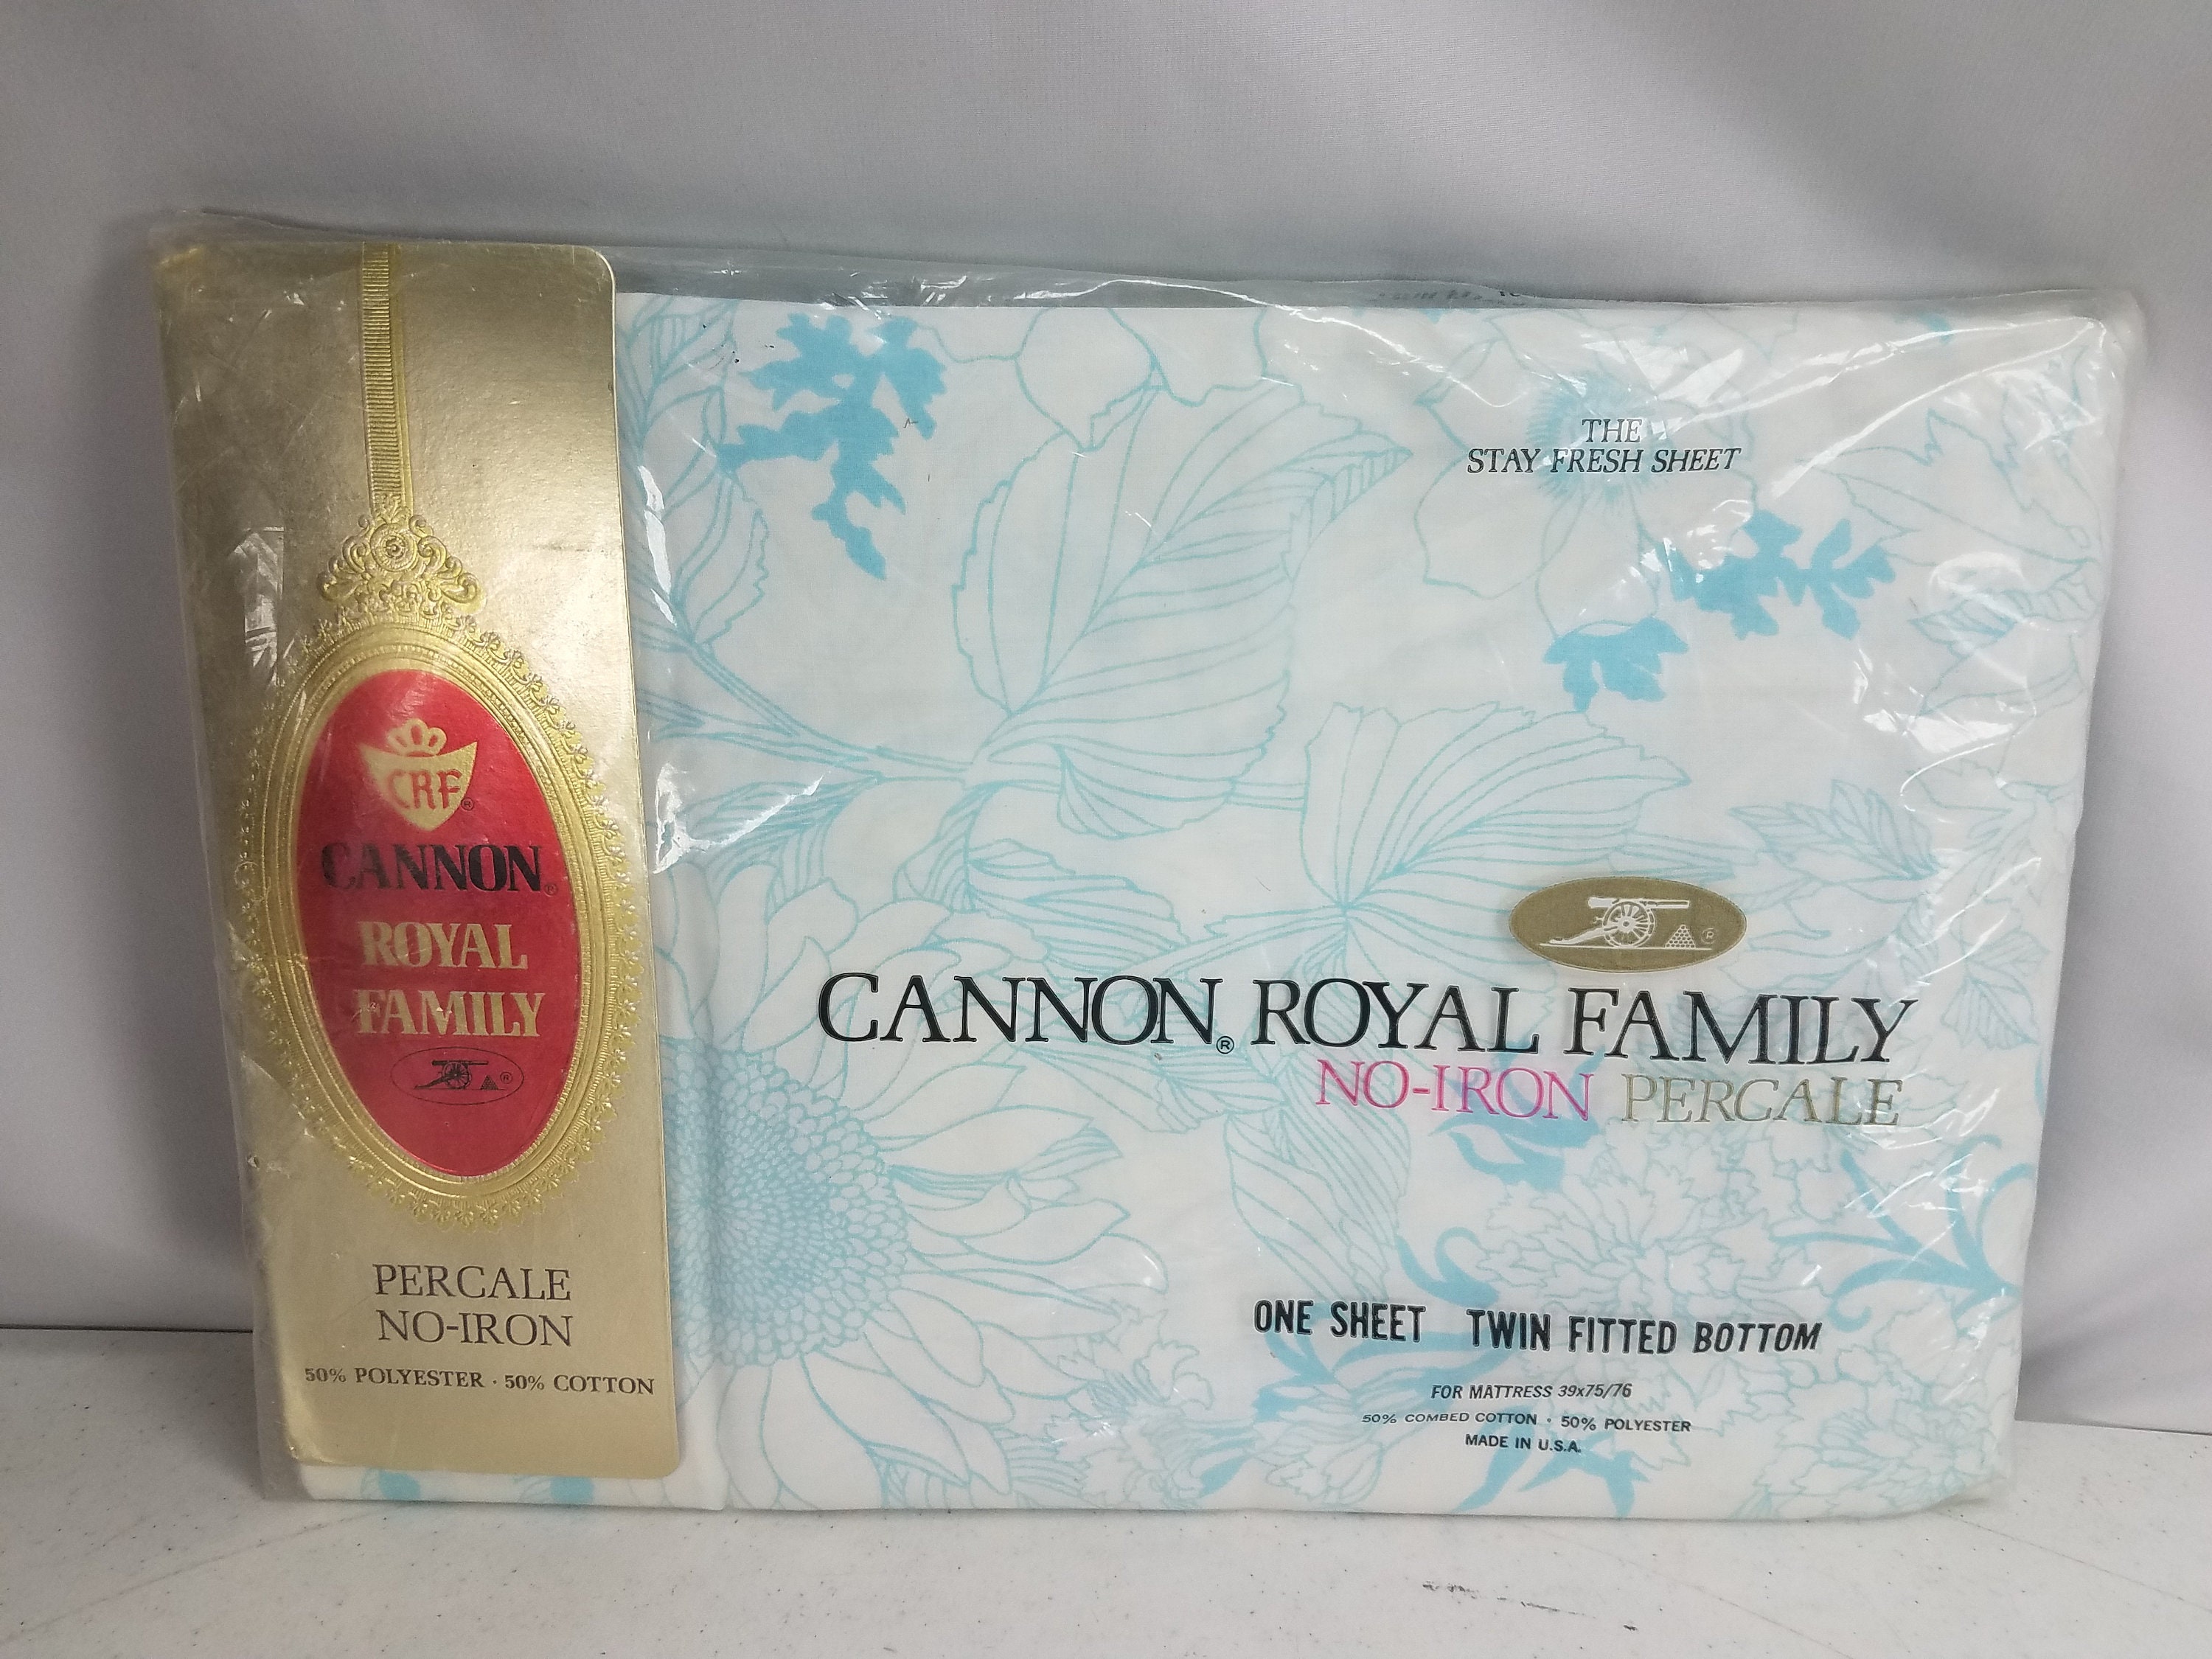 CRF®
CANNON®
ROYAL
FAMILY
®
PERCALE
NO-IRON
50% POLYESTER · 50% COTTON
THE
STAY FRESH SHEET
®
CANNON® ROYAL FAMILY
NO-IRON PERCALE
ONE SHEET TWIN FITTED BOTTOM
FOR MATTRESS 39x75/76
50% COMBED COTTON · 50% POLYESTER
MADE IN U.S.A.